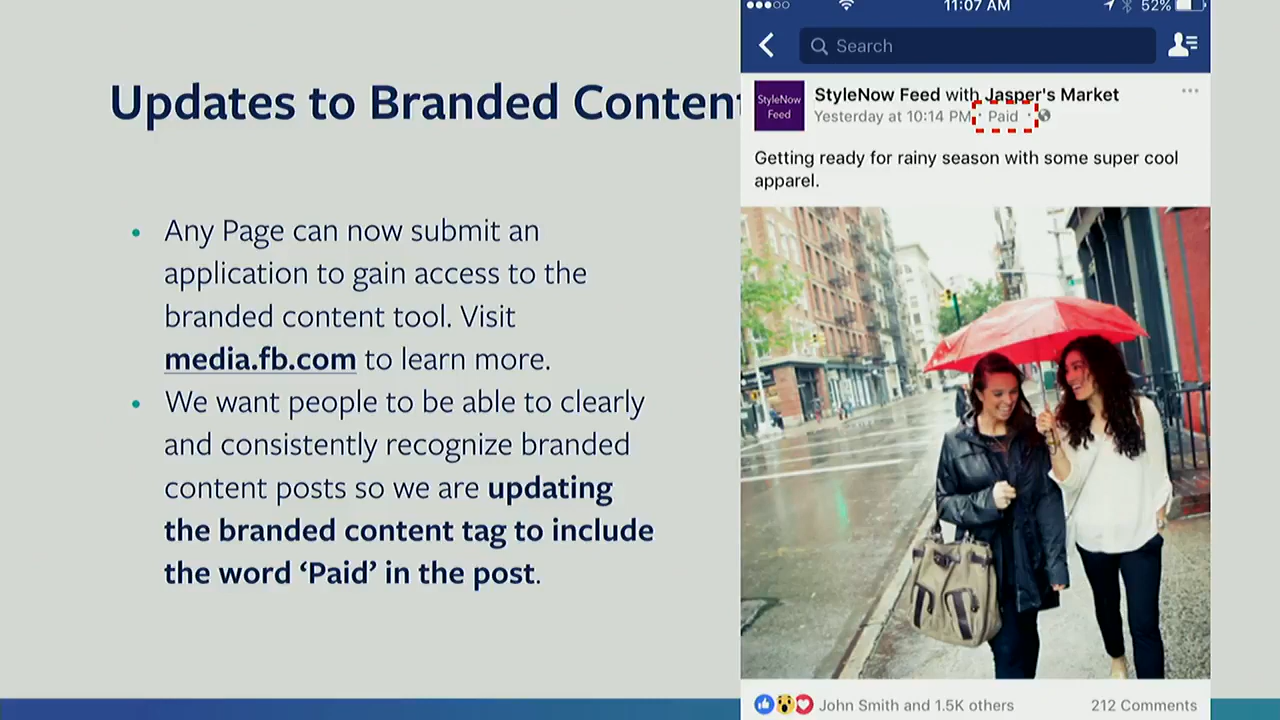 Updates to Branded Content
• Any Page can now submit an
application to gain access to the
branded content tool. Visit
media.fb.com to learn more.
• We want people to be able to clearly
and consistently recognize branded
content posts so we are updating
the branded content tag to include
the word ‘Paid’ in the post.
11:07 AM 52%
Search
StyleNow
Feed
StyleNow Feed with Jasper's Market
Yesterday at 10:14 PM · Paid ·
Getting ready for rainy season with some super cool
apparel.
John Smith and 1.5K others 212 Comments